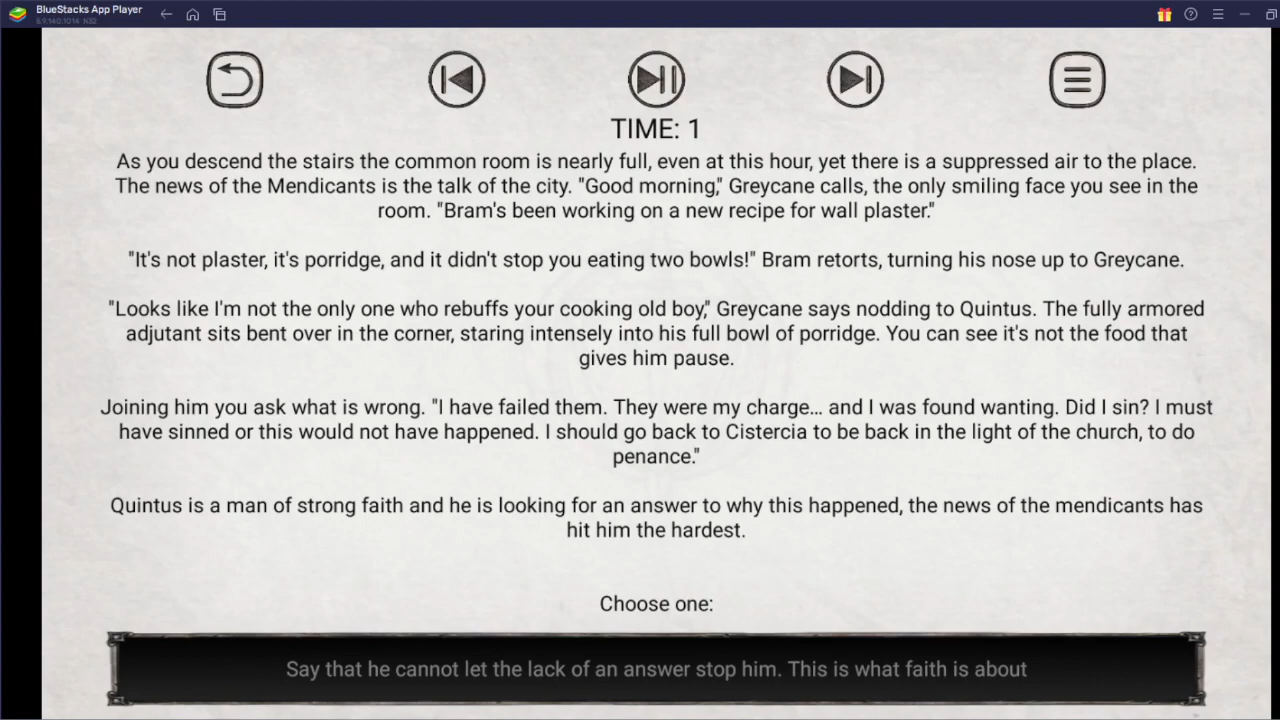 BlueStacks App Player
5.9.140.1014 N32
TIME: 1
As you descend the stairs the common room is nearly full, even at this hour, yet there is a suppressed air to the place.
The news of the Mendicants is the talk of the city. "Good morning," Greycane calls, the only smiling face you see in the
room. "Bram's been working on a new recipe for wall plaster."
"It's not plaster, it's porridge, and it didn't stop you eating two bowls!" Bram retorts, turning his nose up to Greycane.
"Looks like I'm not the only one who rebuffs your cooking old boy," Greycane says nodding to Quintus. The fully armored
adjutant sits bent over in the corner, staring intensely into his full bowl of porridge. You can see it's not the food that
gives him pause.
Joining him you ask what is wrong. "I have failed them. They were my charge... and I was found wanting. Did I sin? I must
have sinned or this would not have happened. I should go back to Cistercia to be back in the light of the church, to do
penance."
Quintus is a man of strong faith and he is looking for an answer to why this happened, the news of the mendicants has
hit him the hardest.
Choose one:
Say that he cannot let the lack of an answer stop him. This is what faith is about